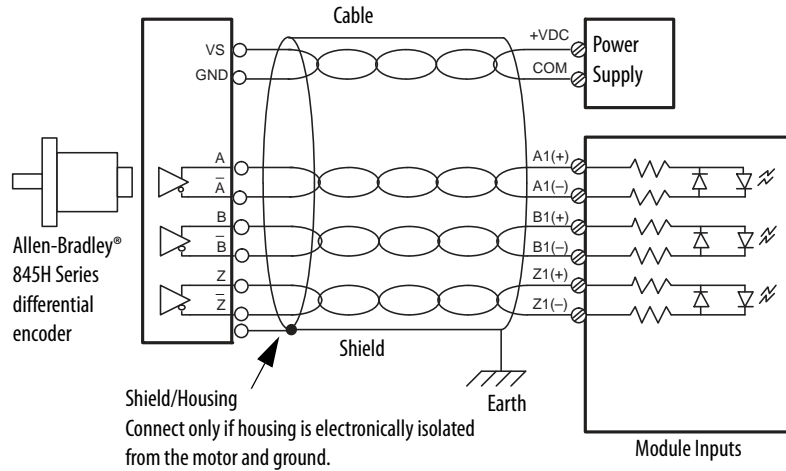 Cable
VS
GND
+VDC
COM
Power
Supply
A
A̅
B
B̅
Z
Z̅
A1(+)
A1(–)
B1(+)
B1(–)
Z1(+)
Z1(–)
Allen-Bradley®
845H Series
differential
encoder
Shield
Earth
Shield/Housing
Connect only if housing is electronically isolated
from the motor and ground.
Module Inputs